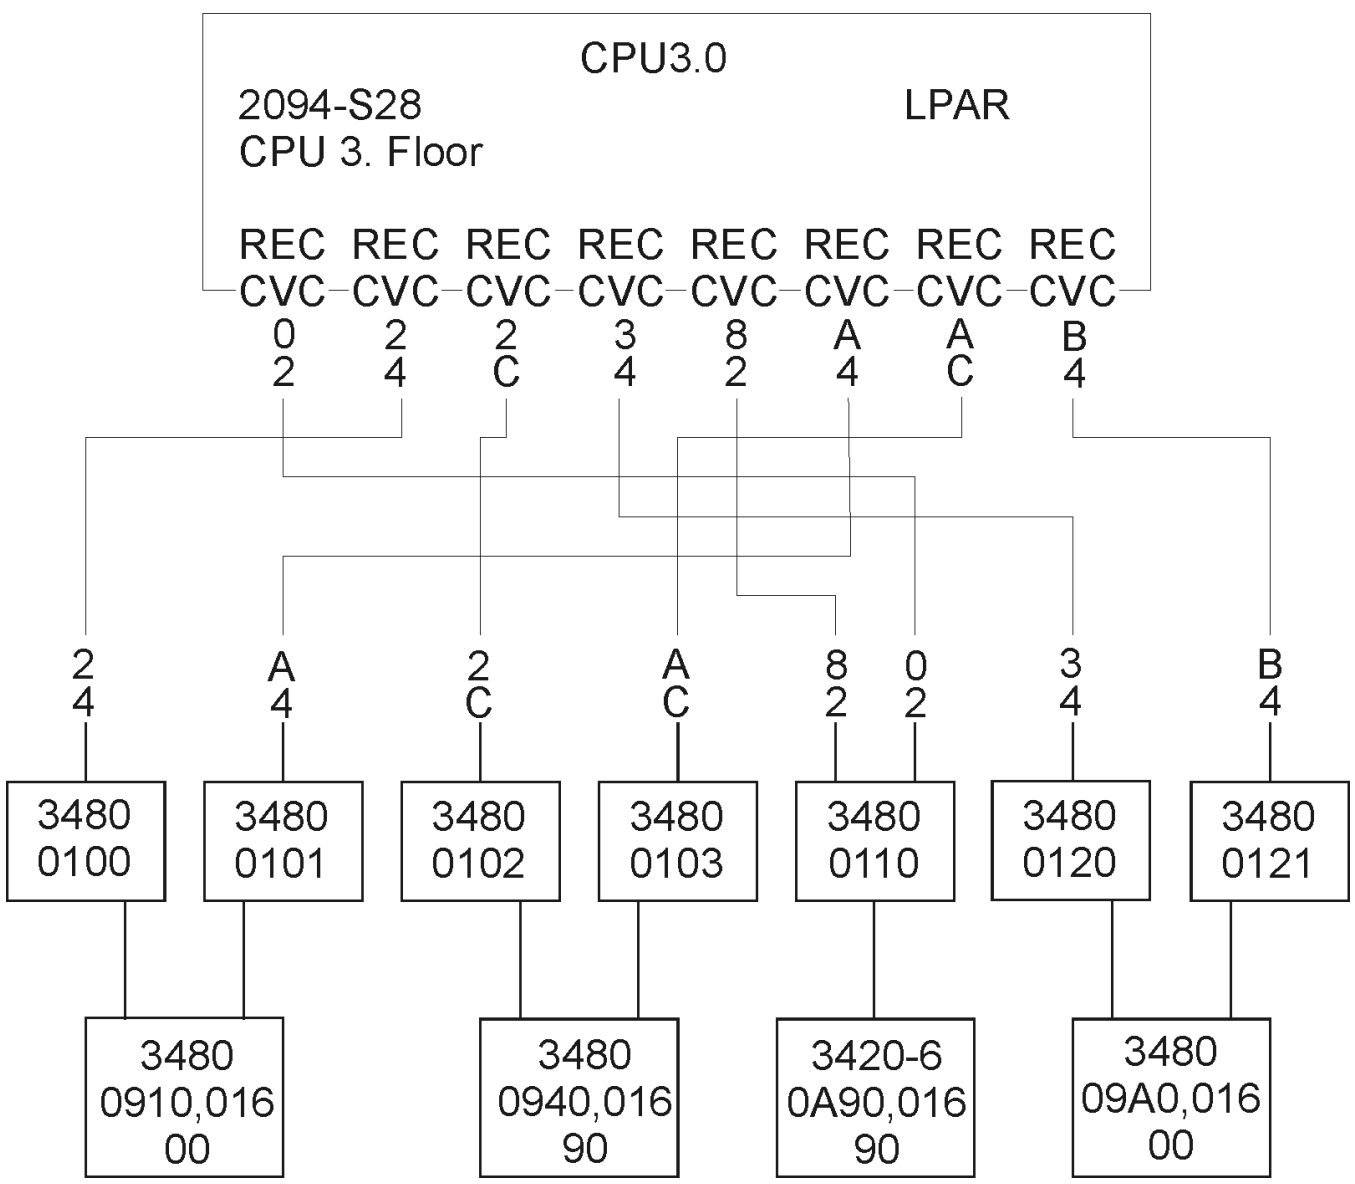 CPU3.0
2094-S28 LPAR
CPU 3. Floor
REC REC REC REC REC REC REC REC
CVC CVC CVC CVC CVC CVC CVC CVC
0 2 2 3 8 A A B
2 4 C 4 2 4 C 4
2 A 2 A 8 0 3 B
4 4 C C 2 2 4 4
3480 3480 3480 3480 3480 3480 3480
0100 0101 0102 0103 0110 0120 0121
3480 3480 3420-6 3480
0910,016 0940,016 0A90,016 09A0,016
00 90 90 00